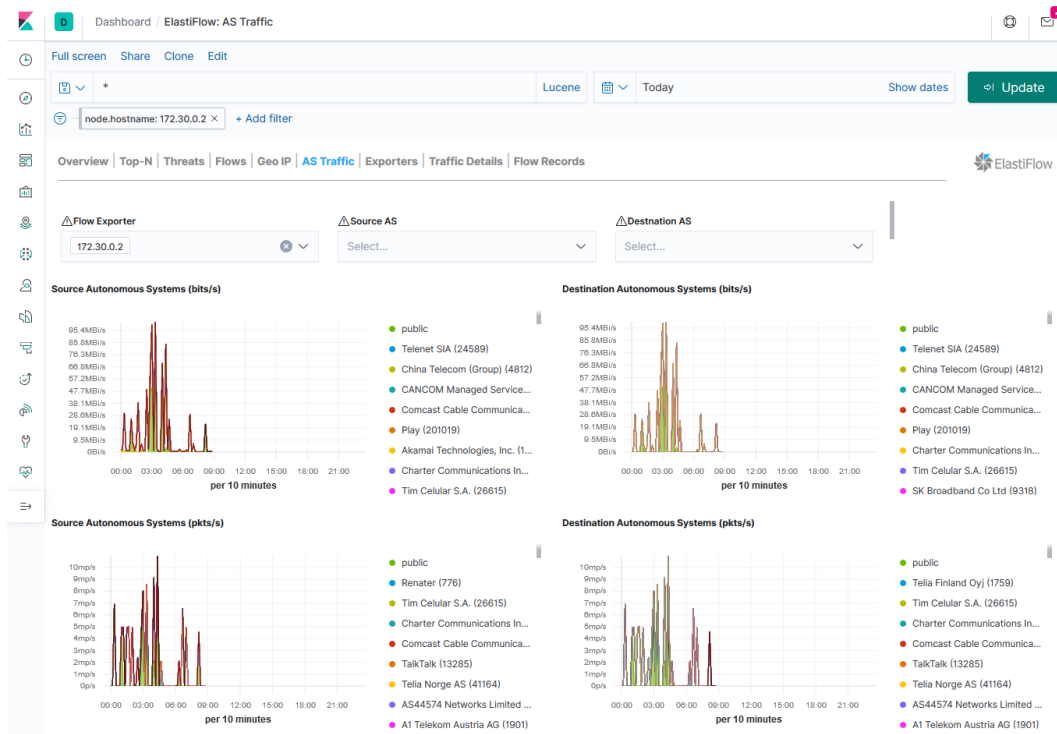 D Dashboard / ElastiFlow: AS Traffic
Full screen Share Clone Edit
* Lucene Today Show dates Update
node.hostname: 172.30.0.2 × + Add filter
Overview | Top-N | Threats | Flows | Geo IP | AS Traffic | Exporters | Traffic Details | Flow Records
ElastiFlow
Flow Exporter Source AS Destnation AS
172.30.0.2 Select... Select...
Source Autonomous Systems (bits/s)
95.4MBi/s
85.8MBi/s
76.3MBi/s
66.8MBi/s
57.2MBi/s
47.7MBi/s
38.1MBi/s
28.6MBi/s
19.1MBi/s
9.5MBi/s
0Bi/s
00:00 03:00 06:00 09:00 12:00 15:00 18:00 21:00
per 10 minutes
public
Telenet SIA (24589)
China Telecom (Group) (4812)
CANCOM Managed Service...
Comcast Cable Communica...
Play (201019)
Akamai Technologies, Inc. (1...
Charter Communications In...
Tim Celular S.A. (26615)
Destination Autonomous Systems (bits/s)
95.4MBi/s
85.8MBi/s
76.3MBi/s
66.8MBi/s
57.2MBi/s
47.7MBi/s
38.1MBi/s
28.6MBi/s
19.1MBi/s
9.5MBi/s
0Bi/s
00:00 03:00 06:00 09:00 12:00 15:00 18:00 21:00
per 10 minutes
public
Telenet SIA (24589)
China Telecom (Group) (4812)
CANCOM Managed Service...
Comcast Cable Communica...
Play (201019)
Charter Communications In...
Tim Celular S.A. (26615)
SK Broadband Co Ltd (9318)
Source Autonomous Systems (pkts/s)
10mp/s
9mp/s
8mp/s
7mp/s
6mp/s
5mp/s
4mp/s
3mp/s
2mp/s
1mp/s
0p/s
00:00 03:00 06:00 09:00 12:00 15:00 18:00 21:00
per 10 minutes
public
Renater (776)
Tim Celular S.A. (26615)
Charter Communications In...
Comcast Cable Communica...
TalkTalk (13285)
Telia Norge AS (41164)
AS44574 Networks Limited ...
A1 Telekom Austria AG (1901)
Destination Autonomous Systems (pkts/s)
10mp/s
9mp/s
8mp/s
7mp/s
6mp/s
5mp/s
4mp/s
3mp/s
2mp/s
1mp/s
0p/s
00:00 03:00 06:00 09:00 12:00 15:00 18:00 21:00
per 10 minutes
public
Telia Finland Oyj (1759)
Tim Celular S.A. (26615)
Charter Communications In...
Comcast Cable Communica...
TalkTalk (13285)
Telia Norge AS (41164)
AS44574 Networks Limited ...
A1 Telekom Austria AG (1901)